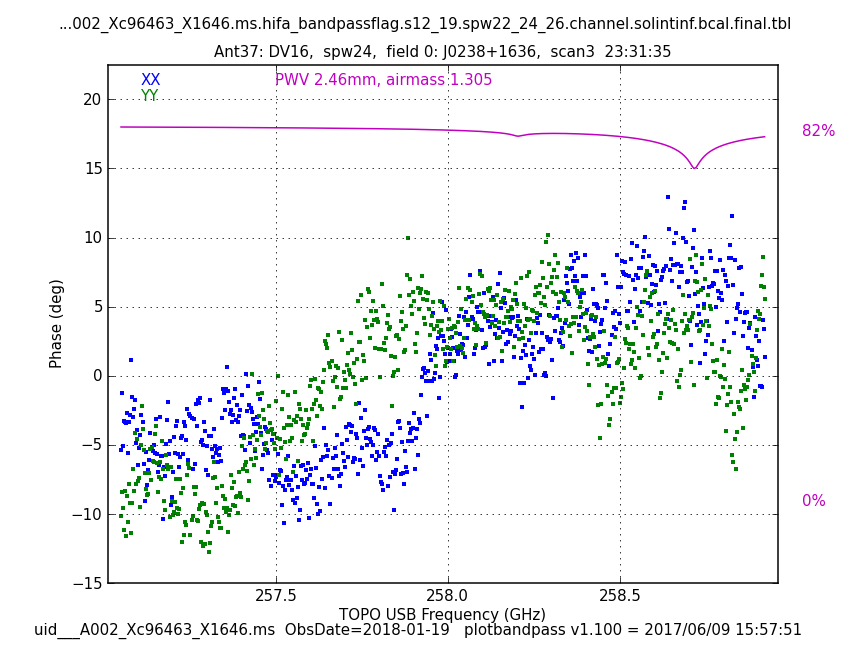 ...002_Xc96463_X1646.ms.hifa_bandpassflag.s12_19.spw22_24_26.channel.solintinf.bcal.final.tbl
Ant37: DV16, spw24, field 0: J0238+1636, scan3 23:31:35
XX
PWV 2.46mm, airmass 1.305
YY
20
82%
15
10
5
Phase (deg)
0
−5
0%
−10
−15
257.5
258.0
258.5
TOPO USB Frequency (GHz)
uid___A002_Xc96463_X1646.ms ObsDate=2018-01-19 plotbandpass v1.100 = 2017/06/09 15:57:51